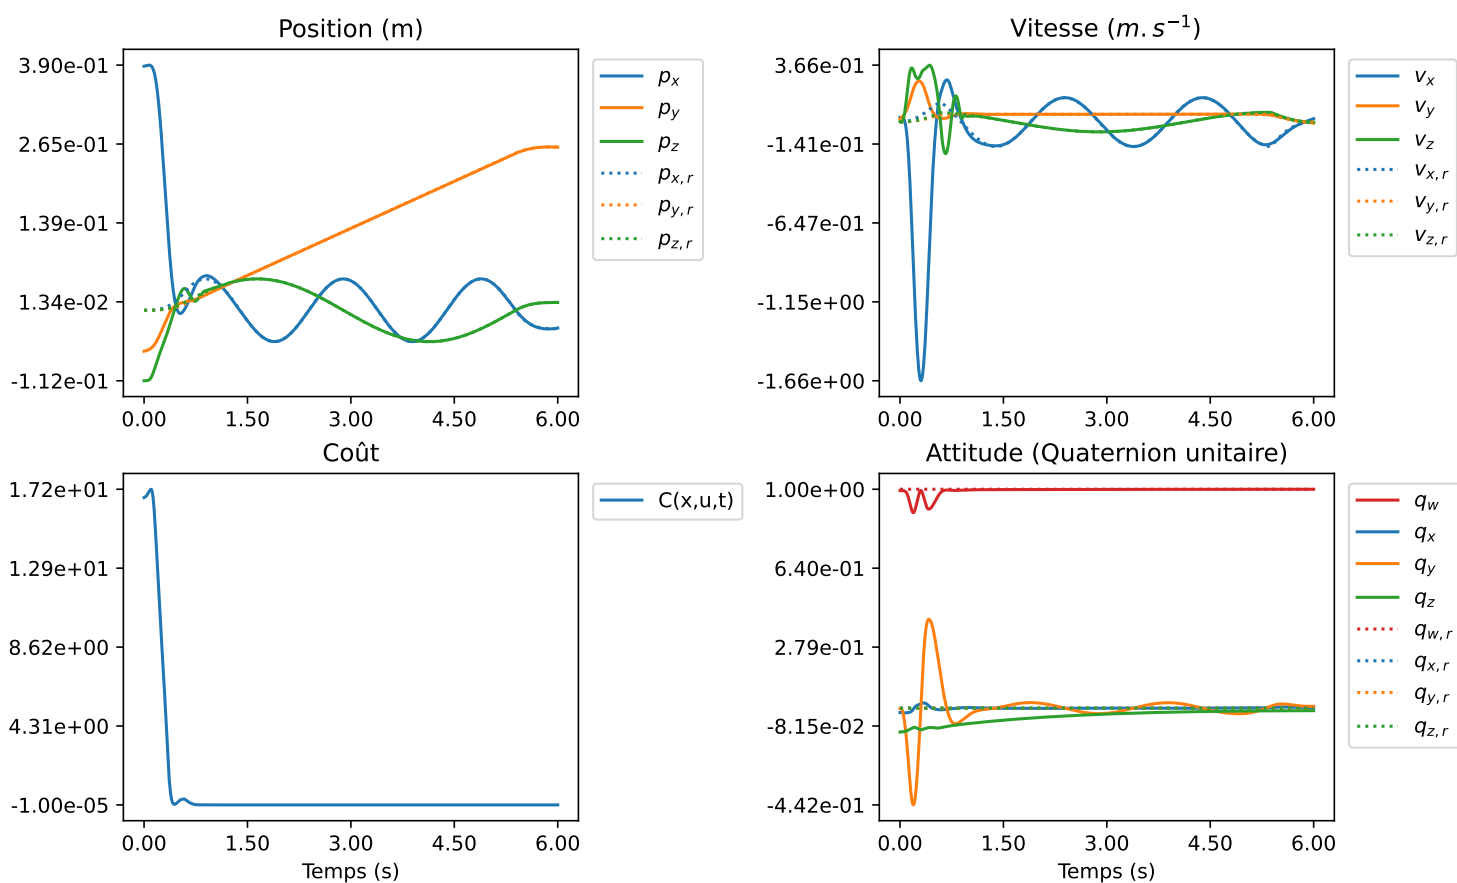 Position (m)
3.90e-01
2.65e-01
1.39e-01
1.34e-02
-1.12e-01
0.00 1.50 3.00 4.50 6.00
p_x
p_y
p_z
p_{x,r}
p_{y,r}
p_{z,r}
Vitesse (m.s^{-1})
3.66e-01
-1.41e-01
-6.47e-01
-1.15e+00
-1.66e+00
0.00 1.50 3.00 4.50 6.00
v_x
v_y
v_z
v_{x,r}
v_{y,r}
v_{z,r}
Coût
1.72e+01
1.29e+01
8.62e+00
4.31e+00
-1.00e-05
0.00 1.50 3.00 4.50 6.00
Temps (s)
C(x,u,t)
Attitude (Quaternion unitaire)
1.00e+00
6.40e-01
2.79e-01
-8.15e-02
-4.42e-01
0.00 1.50 3.00 4.50 6.00
Temps (s)
q_w
q_x
q_y
q_z
q_{w,r}
q_{x,r}
q_{y,r}
q_{z,r}